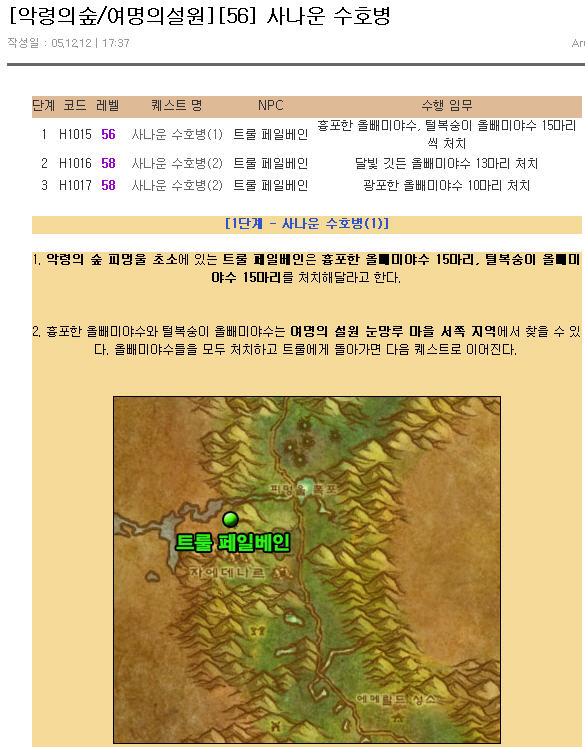 [악령의숲/여명의설원][56] 사나운 수호병
작성일 : 05.12.12 | 17:37
단계 코드 레벨 퀘스트 명 NPC 수행 임무
1 H1015 56 사나운 수호병(1) 트룰 페일베인 흉포한 올빼미야수, 털복숭이 올빼미야수 15마리
씩 처치
2 H1016 58 사나운 수호병(2) 트룰 페일베인 달빛 깃든 올빼미야수 13마리 처치
3 H1017 58 사나운 수호병(2) 트룰 페일베인 광포한 올빼미야수 10마리 처치
[1단계 - 사나운 수호병(1)]
1. 악령의 숲 피멍울 초소에 있는 트룰 페일베인은 흉포한 올빼미야수 15마리, 털복숭이 올빼미
야수 15마리를 처치해달라고 한다.
2. 흉포한 올빼미야수와 털복숭이 올빼미야수는 여명의 설원 눈망루 마을 서쪽 지역에서 찾을 수 있
다. 올빼미야수들을 모두 처치하고 트룰에게 돌아가면 다음 퀘스트로 이어진다.
피멍울 폭포
트룰 페일베인
자에데나르
에메랄드 성소